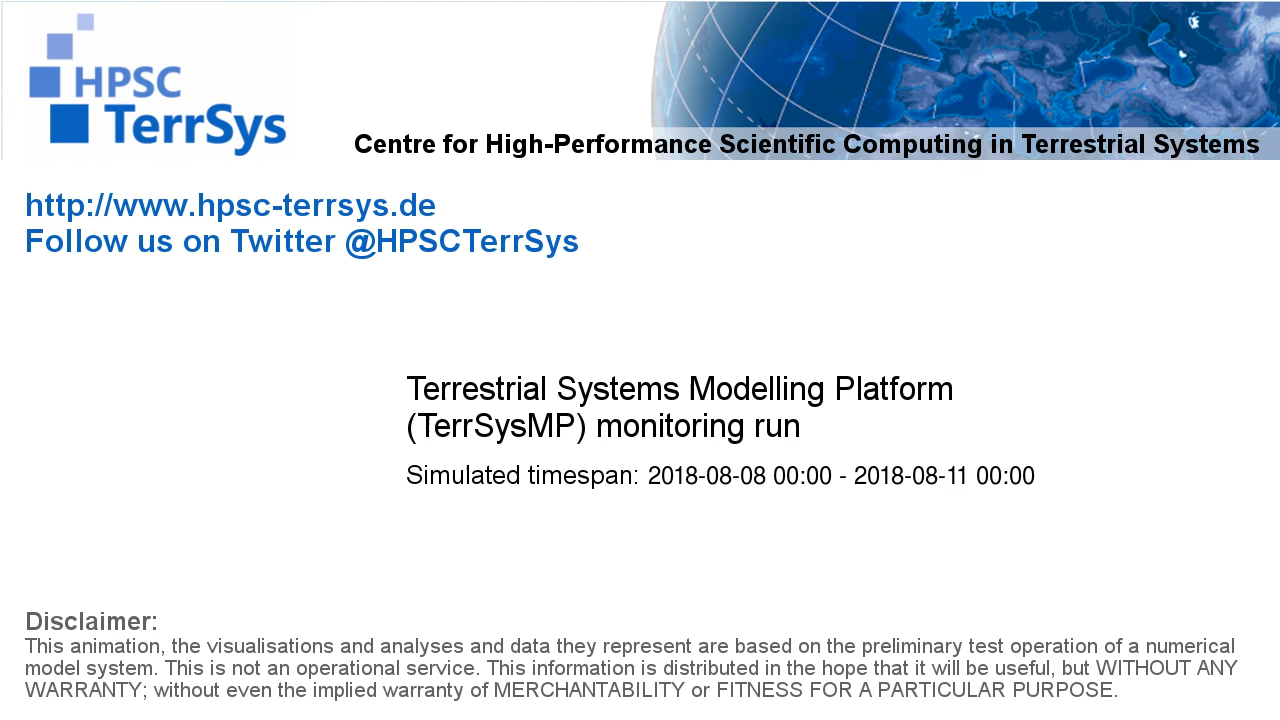 HPSC
TerrSys
Centre for High-Performance Scientific Computing in Terrestrial Systems
http://www.hpsc-terrsys.de
Follow us on Twitter @HPSCTerrSys
Terrestrial Systems Modelling Platform
(TerrSysMP) monitoring run
Simulated timespan: 2018-08-08 00:00 - 2018-08-11 00:00
Disclaimer:
This animation, the visualisations and analyses and data they represent are based on the preliminary test operation of a numerical
model system. This is not an operational service. This information is distributed in the hope that it will be useful, but WITHOUT ANY
WARRANTY; without even the implied warranty of MERCHANTABILITY or FITNESS FOR A PARTICULAR PURPOSE.